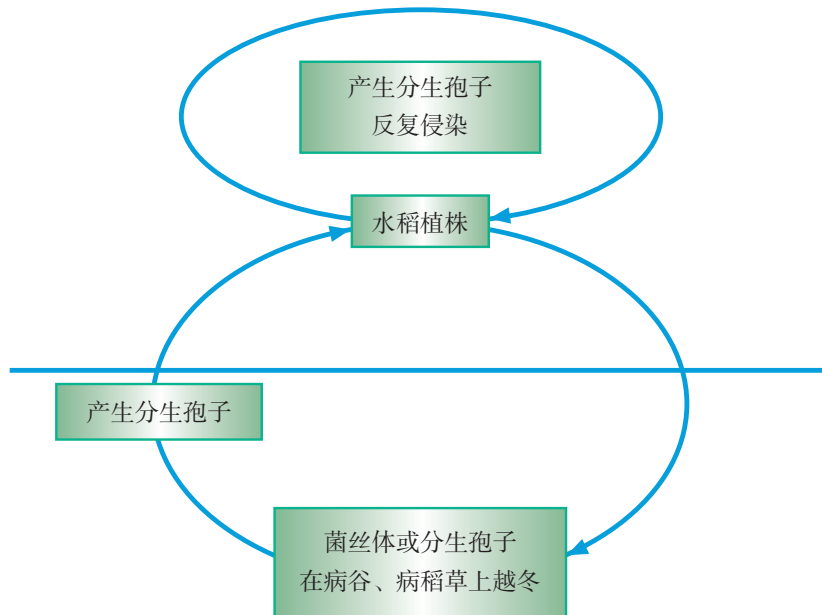 产生分生孢子
反复侵染
水稻植株
产生分生孢子
菌丝体或分生孢子
在病谷、病稻草上越冬